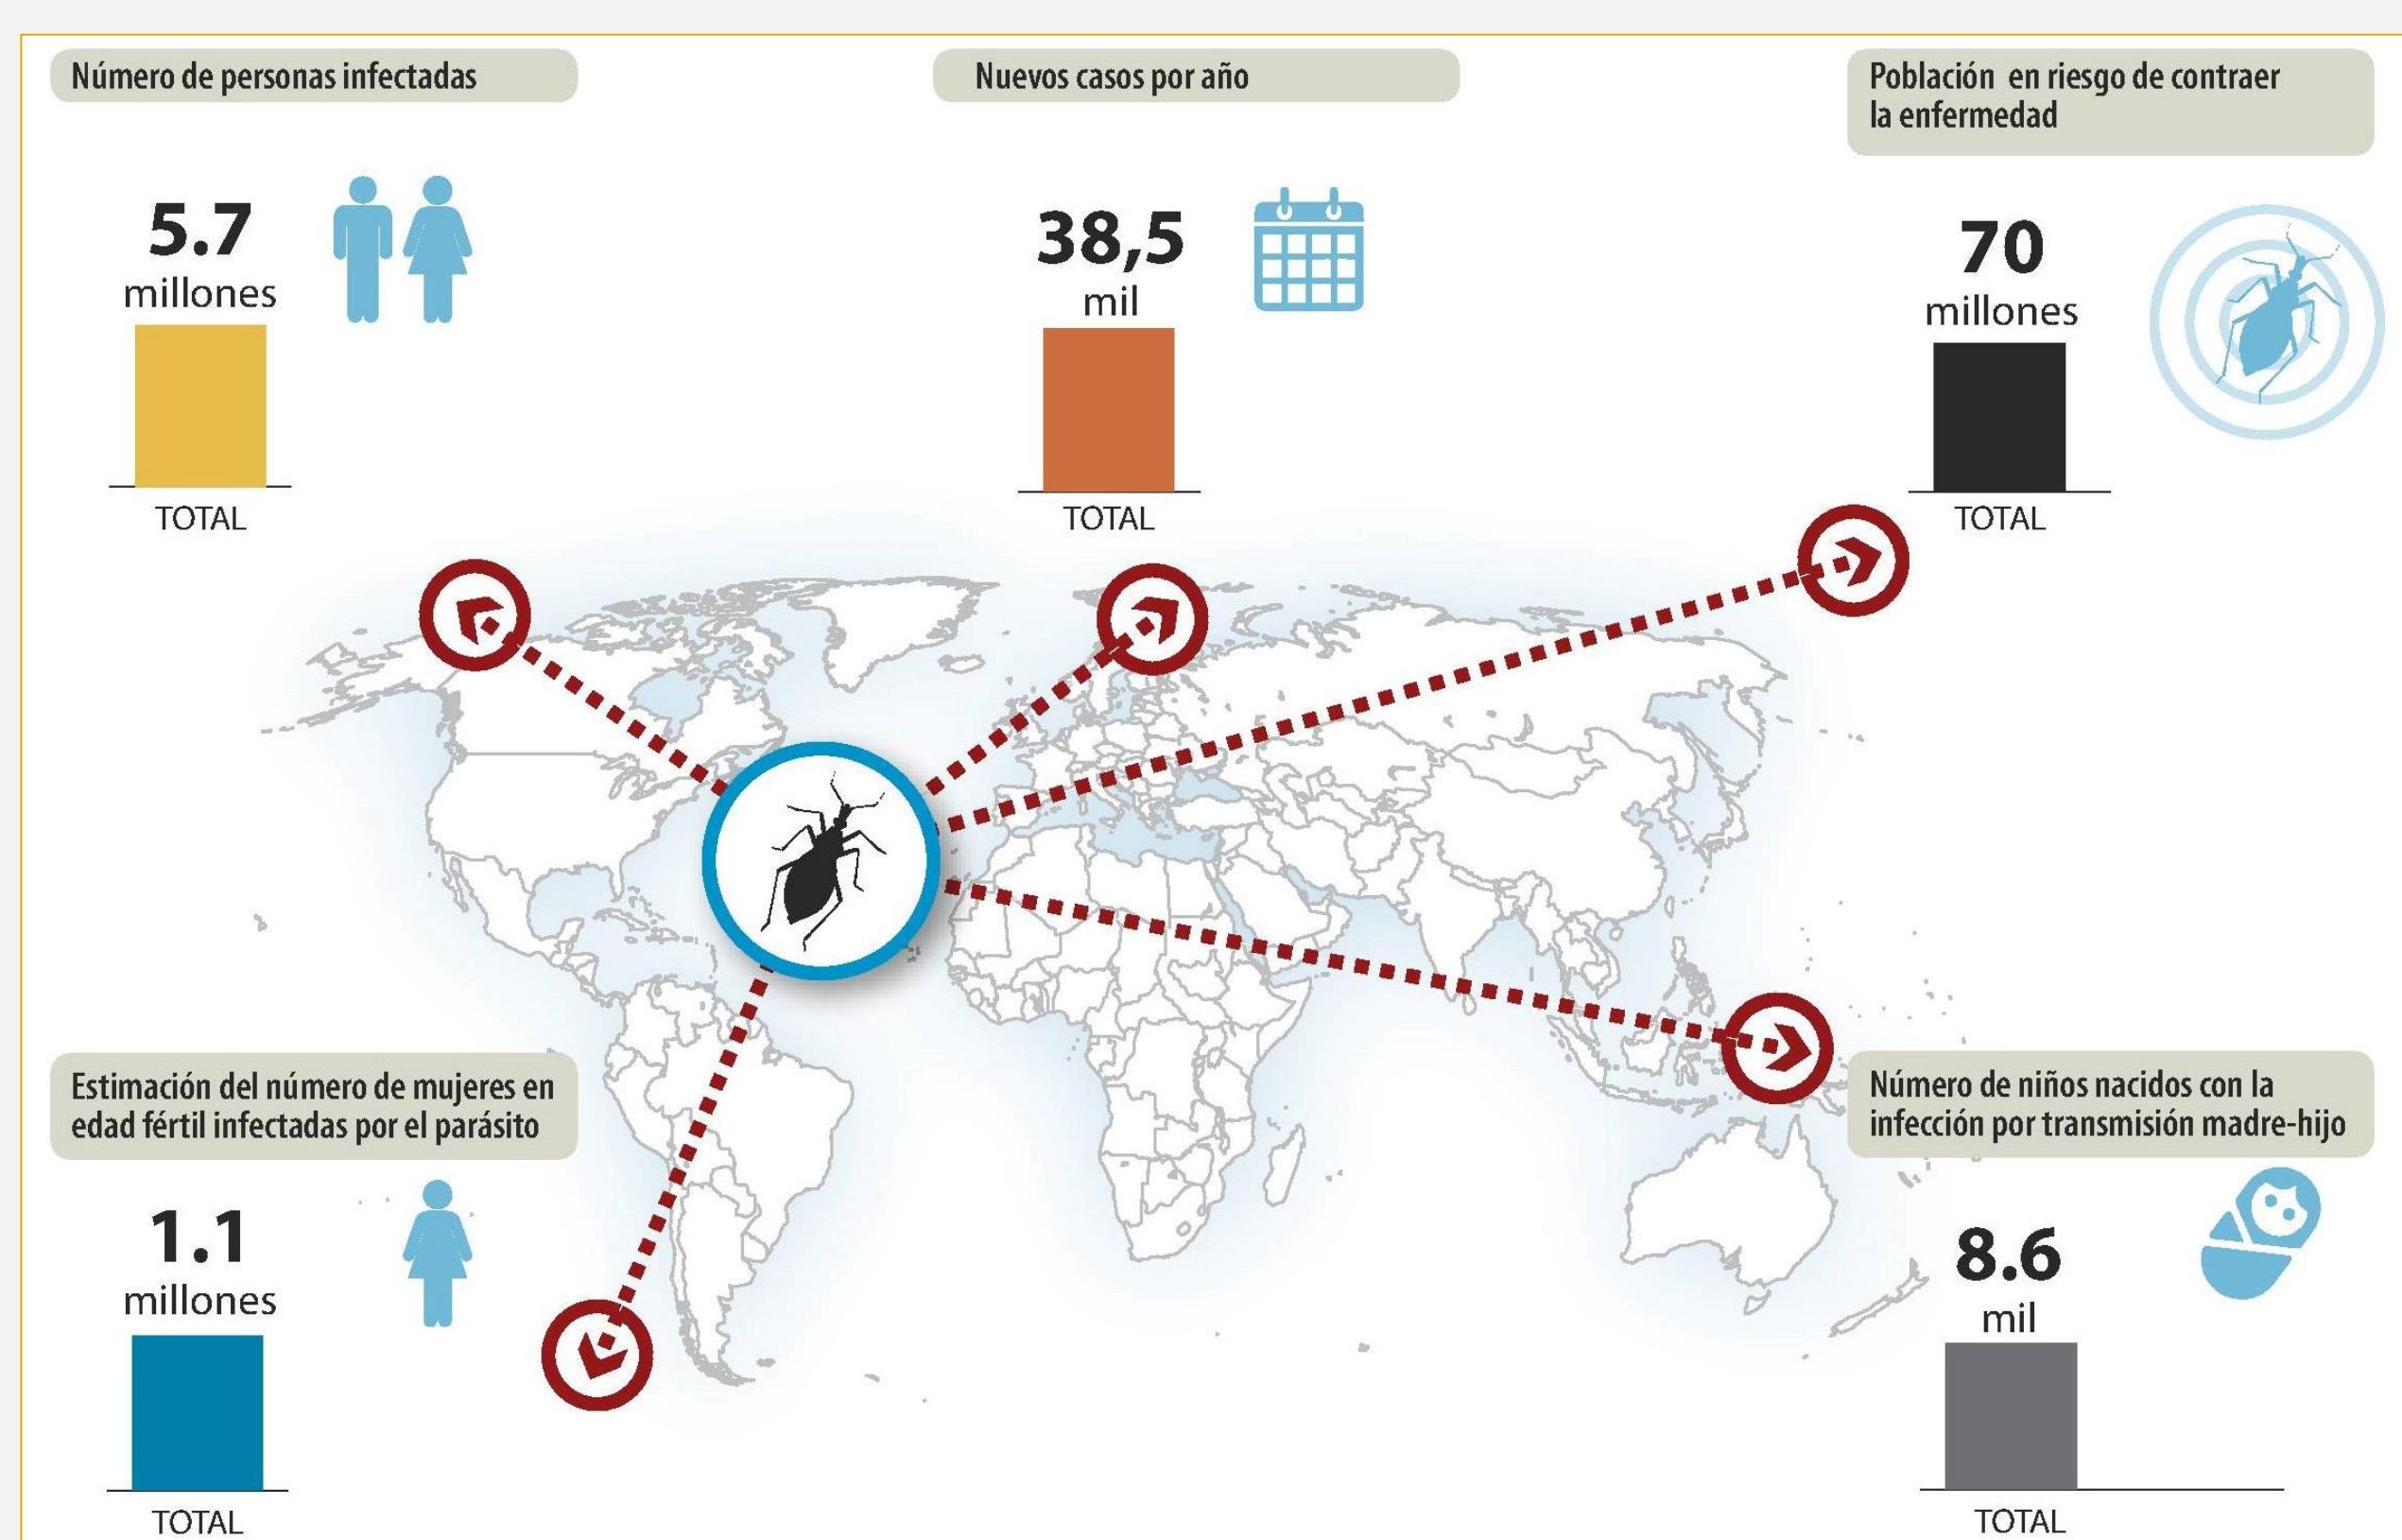 Número de personas infectadas
5.7
millones
TOTAL
Nuevos casos por año
38,5
mil
TOTAL
Población en riesgo de contraer
la enfermedad
70
millones
TOTAL
Estimación del número de mujeres en
edad fértil infectadas por el parásito
1.1
millones
TOTAL
Número de niños nacidos con la
infección por transmisión madre-hijo
8.6
mil
TOTAL